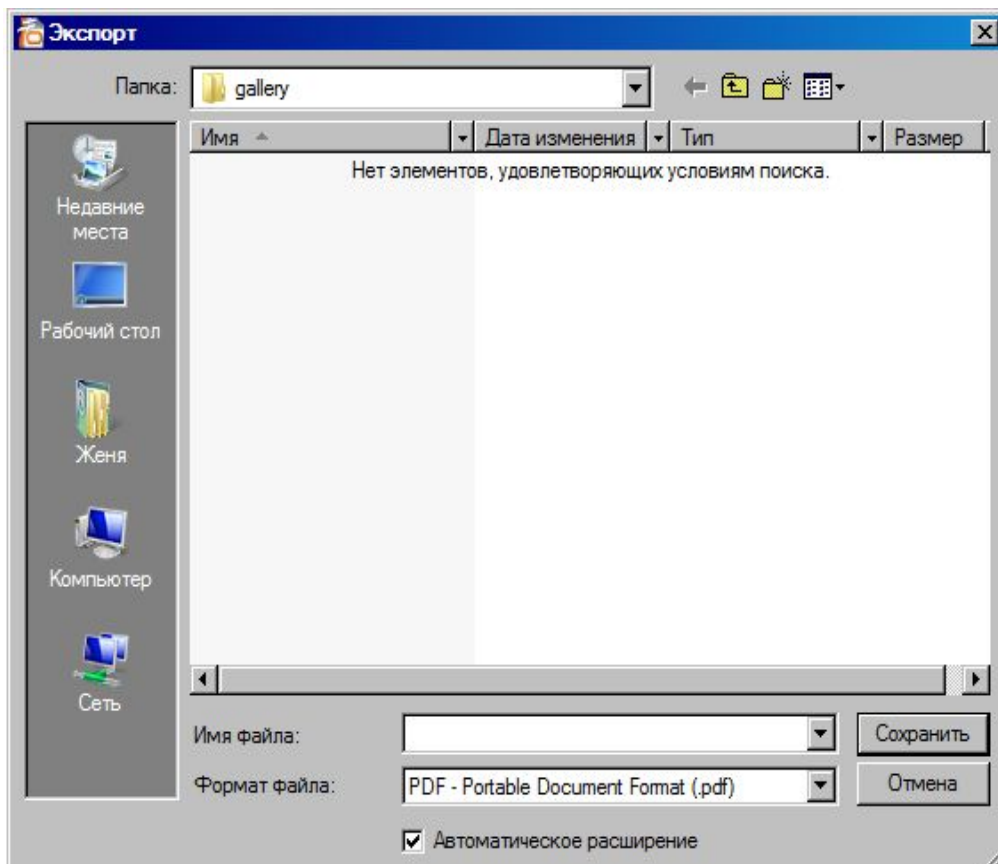 Экспорт
Папка:
gallery
Имя
Дата изменения
Тип
Размер
Нет элементов, удовлетворяющих условиям поиска.
Недавние
места
Рабочий стол
Женя
Компьютер
Сеть
Имя файла:
Сохранить
Формат файла:
PDF - Portable Document Format (.pdf)
Отмена
Автоматическое расширение